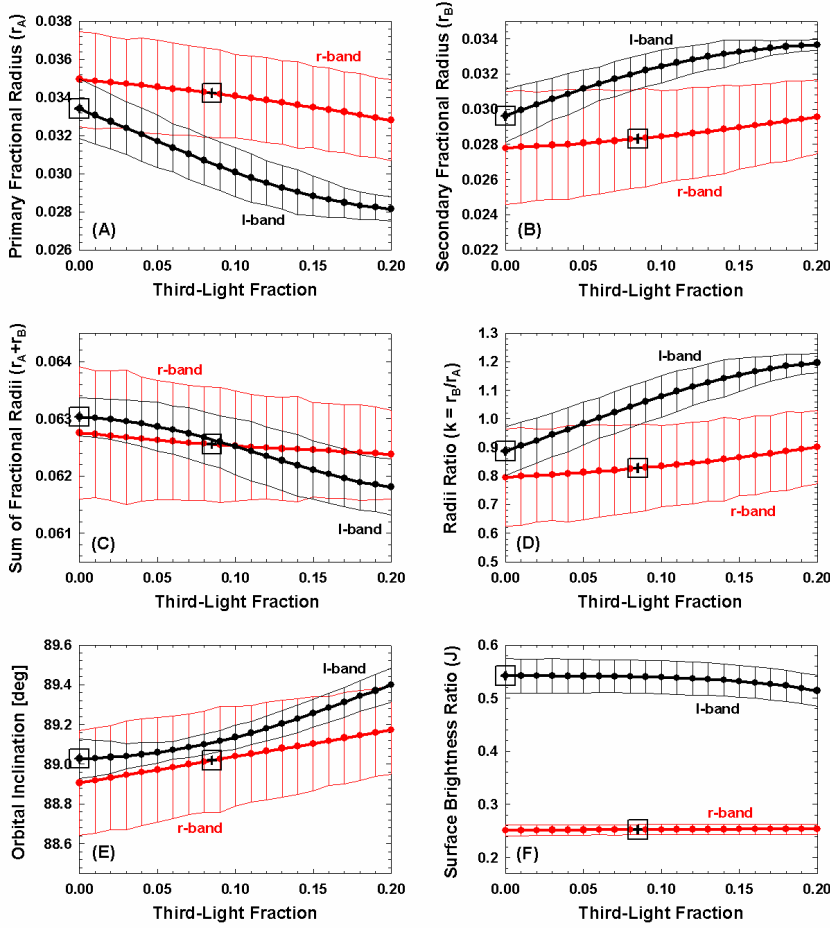 Primary Fractional Radius (rA)
0.038
0.036
0.034
0.032
0.030
0.028
0.026
r-band
I-band
(A)
0.00 0.05 0.10 0.15 0.20
Third-Light Fraction
Secondary Fractional Radius (rB)
0.034
0.032
0.030
0.028
0.026
0.024
0.022
I-band
r-band
(B)
0.00 0.05 0.10 0.15 0.20
Third-Light Fraction
Sum of Fractional Radii (rA+rB)
0.064
0.063
0.062
0.061
r-band
I-band
(C)
0.00 0.05 0.10 0.15 0.20
Third-Light Fraction
Radii Ratio (k = rB/rA)
1.3
1.2
1.1
1.0
0.9
0.8
0.7
0.6
0.5
I-band
r-band
(D)
0.00 0.05 0.10 0.15 0.20
Third-Light Fraction
Orbital Inclination [deg]
89.6
89.4
89.2
89.0
88.8
88.6
I-band
r-band
(E)
0.00 0.05 0.10 0.15 0.20
Third-Light Fraction
Surface Brightness Ratio (J)
0.6
0.5
0.4
0.3
0.2
I-band
r-band
(F)
0.00 0.05 0.10 0.15 0.20
Third-Light Fraction